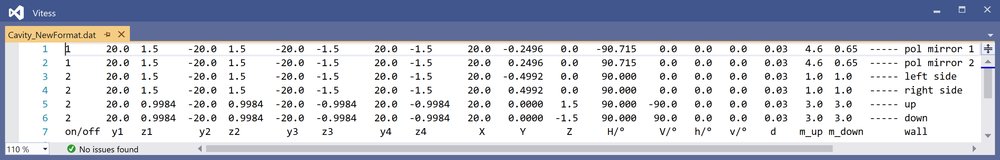 Vitess
Cavity_NewFormat.dat
1 1 20.0 1.5 -20.0 1.5 -20.0 -1.5 20.0 -1.5 20.0 -0.2496 0.0 -90.715 0.0 0.0 0.0 0.03 4.6 0.65 ----- pol mirror 1
2 1 20.0 1.5 -20.0 1.5 -20.0 -1.5 20.0 -1.5 20.0 0.2496 0.0 90.715 0.0 0.0 0.0 0.03 4.6 0.65 ----- pol mirror 2
3 2 20.0 1.5 -20.0 1.5 -20.0 -1.5 20.0 -1.5 20.0 -0.4992 0.0 90.000 0.0 0.0 0.0 0.03 1.0 1.0 ----- left side
4 2 20.0 1.5 -20.0 1.5 -20.0 -1.5 20.0 -1.5 20.0 0.4992 0.0 90.000 0.0 0.0 0.0 0.03 1.0 1.0 ----- right side
5 2 20.0 0.9984 -20.0 0.9984 -20.0 -0.9984 20.0 -0.9984 20.0 0.0000 1.5 90.000 -90.0 0.0 0.0 0.03 3.0 3.0 ----- up
6 2 20.0 0.9984 -20.0 0.9984 -20.0 -0.9984 20.0 -0.9984 20.0 0.0000 -1.5 90.000 90.0 0.0 0.0 0.03 3.0 3.0 ----- down
7 on/off y1 z1 y2 z2 y3 z3 y4 z4 X Y Z H/° V/° h/° v/° d m_up m_down wall
110 % No issues found